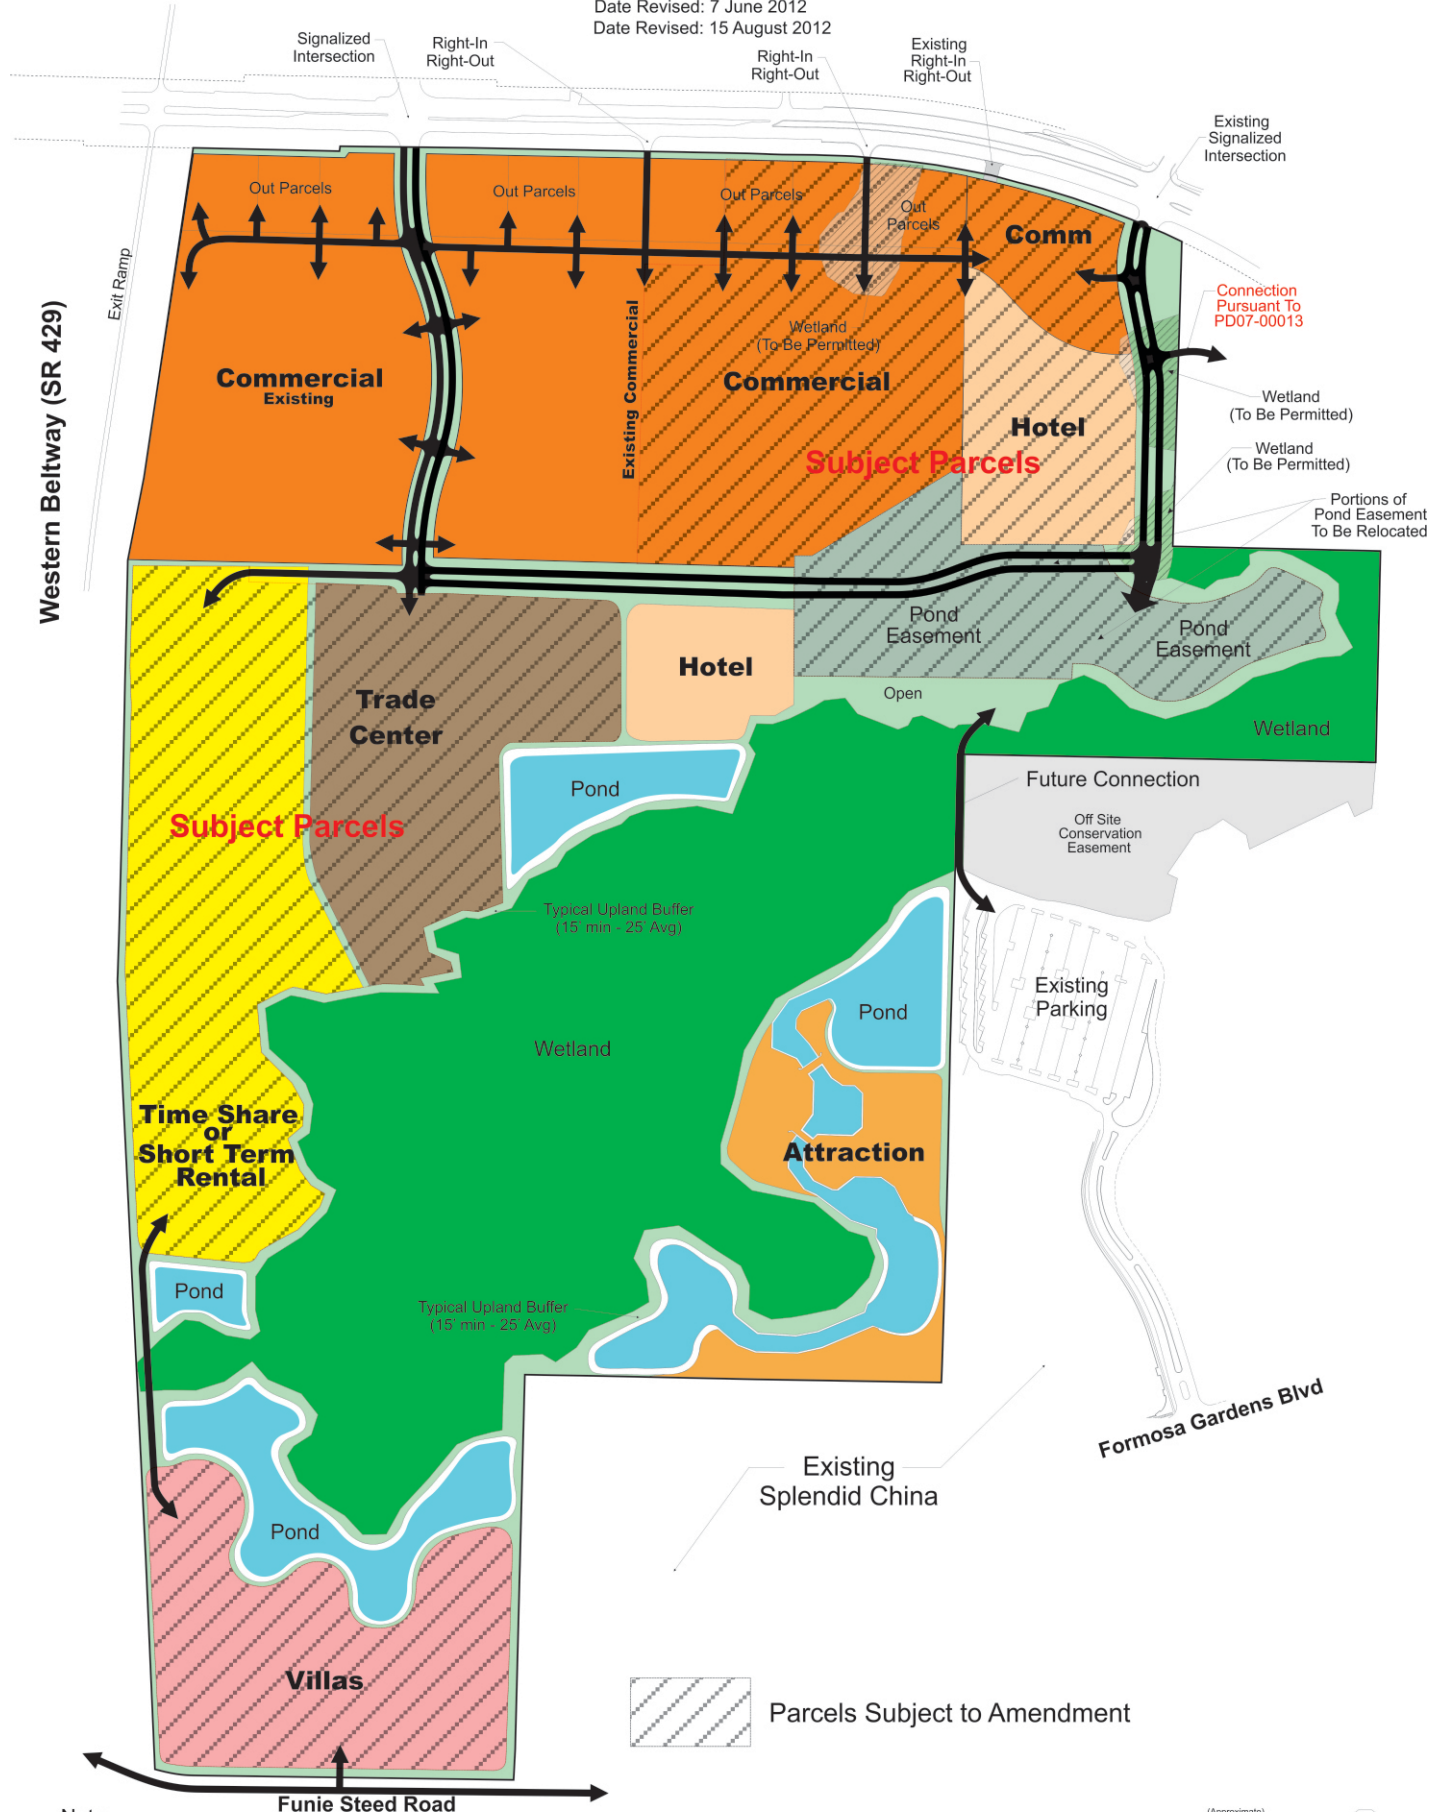 Date Revised: 7 June 2012
Date Revised: 15 August 2012
Signalized
Intersection
Right-In
Right-Out
Right-In
Right-Out
Existing
Right-In
Right-Out
Existing
Signalized
Intersection
Out Parcels
Out Parcels
Out Parcels
Out
Parcels
Comm
Exit Ramp
Western Beltway (SR 429)
Connection
Pursuant To
PD07-00013
Wetland
(To Be Permitted)
Commercial
Existing
Existing Commercial
Commercial
Hotel
Subject Parcels
Wetland
(To Be Permitted)
Wetland
(To Be Permitted)
Portions of
Pond Easement
To Be Relocated
Pond
Easement
Pond
Easement
Hotel
Trade
Center
Open
Wetland
Pond
Future Connection
Off Site
Conservation
Easement
Subject Parcels
Typical Upland Buffer
(15' min - 25' Avg)
Existing
Parking
Pond
Wetland
Time Share
or
Short Term
Rental
Attraction
Pond
Typical Upland Buffer
(15' min - 25' Avg)
Formosa Gardens Blvd
Existing
Splendid China
Pond
Villas
Parcels Subject to Amendment
Funie Steed Road